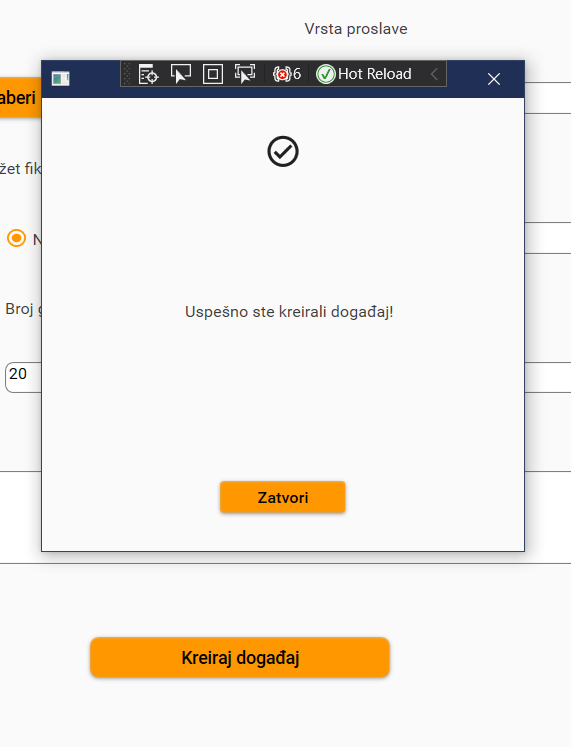 Vrsta proslave
6 Hot Reload
aberi
žet fik
N
Broj g
20
Uspešno ste kreirali događaj!
Zatvori
Kreiraj događaj